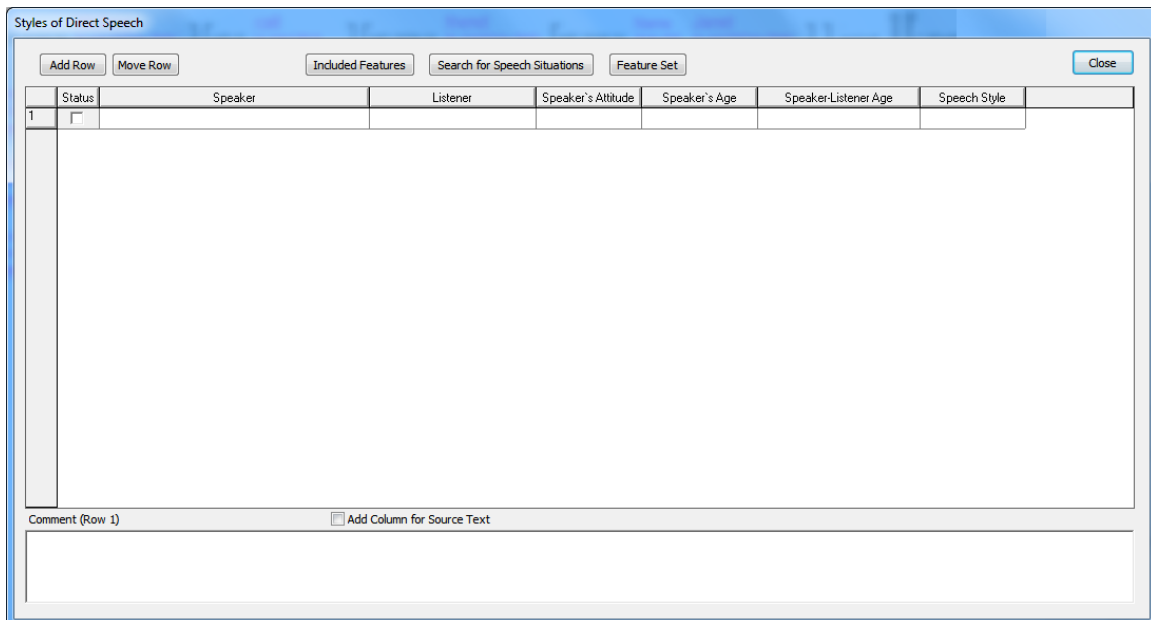 Styles of Direct Speech
Add Row Move Row Included Features Search for Speech Situations Feature Set Close
Status Speaker Listener Speaker`s Attitude Speaker`s Age Speaker-Listener Age Speech Style
1
Comment (Row 1) Add Column for Source Text